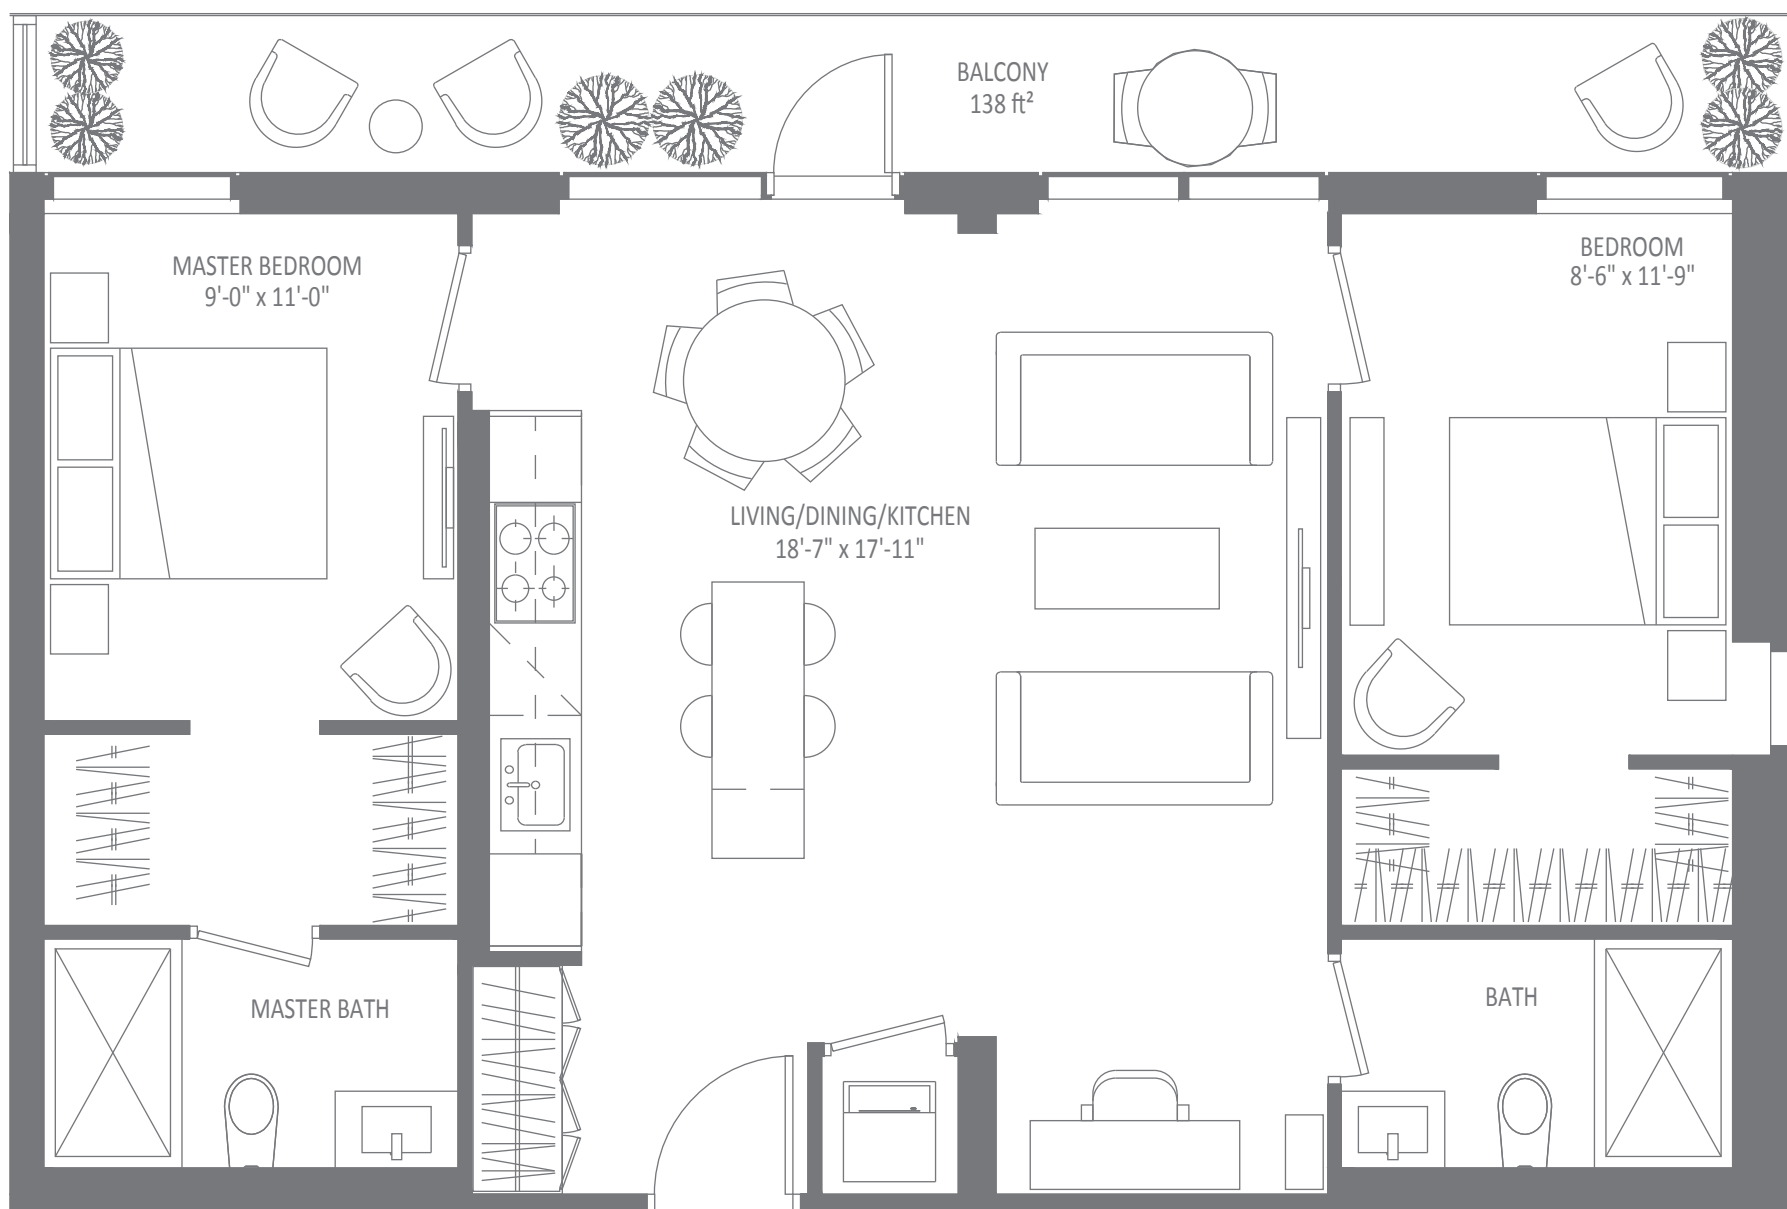 BALCONY
138 ft²
MASTER BEDROOM
9'-0" x 11'-0"
BEDROOM
8'-6" x 11'-9"
LIVING/DINING/KITCHEN
18'-7" x 17'-11"
MASTER BATH
BATH